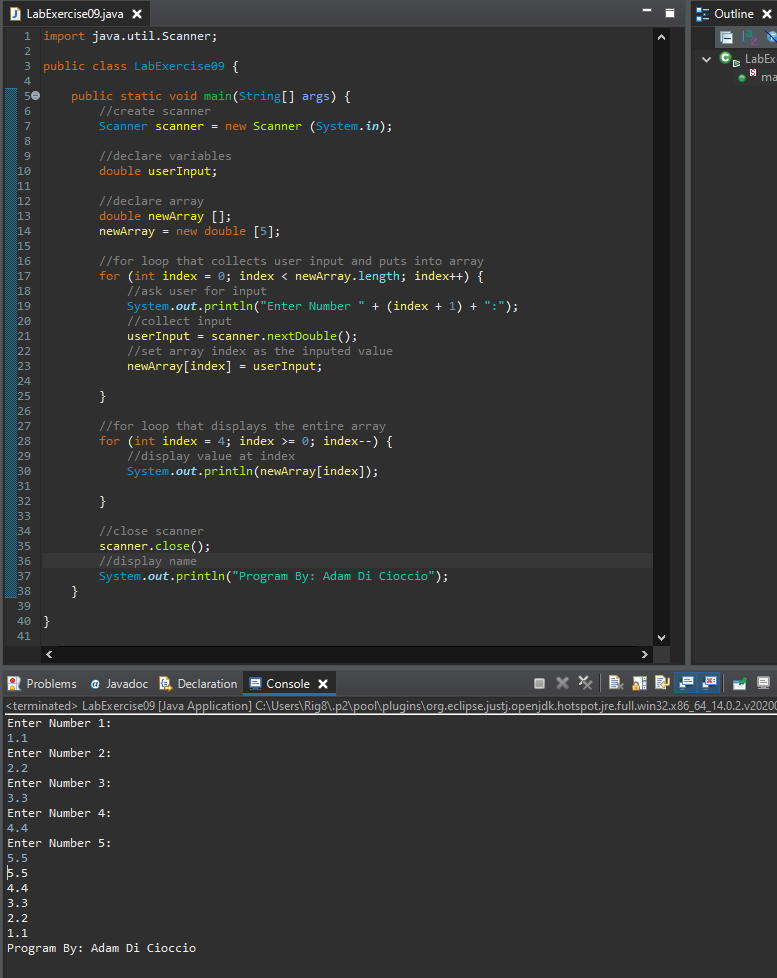 LabExercise09.java
Outline
1 import java.util.Scanner;
2
3 public class LabExercise09 {
4
5 public static void main(String[] args) {
6 //create scanner
7 Scanner scanner = new Scanner (System.in);
8
9 //declare variables
10 double userInput;
11
12 //declare array
13 double newArray [];
14 newArray = new double [5];
15
16 //for loop that collects user input and puts into array
17 for (int index = 0; index < newArray.length; index++) {
18 //ask user for input
19 System.out.println("Enter Number " + (index + 1) + ":");
20 //collect input
21 userInput = scanner.nextDouble();
22 //set array index as the inputed value
23 newArray[index] = userInput;
24
25 }
26
27 //for loop that displays the entire array
28 for (int index = 4; index >= 0; index--) {
29 //display value at index
30 System.out.println(newArray[index]);
31
32 }
33
34 //close scanner
35 scanner.close();
36 //display name
37 System.out.println("Program By: Adam Di Cioccio");
38 }
39
40 }
41
LabEx
ma
Problems @ Javadoc Declaration Console
<terminated> LabExercise09 [Java Application] C:\Users\Rig8\.p2\pool\plugins\org.eclipse.justj.openjdk.hotspot.jre.full.win32.x86_64_14.0.2.v2020
Enter Number 1:
1.1
Enter Number 2:
2.2
Enter Number 3:
3.3
Enter Number 4:
4.4
Enter Number 5:
5.5
5.5
4.4
3.3
2.2
1.1
Program By: Adam Di Cioccio